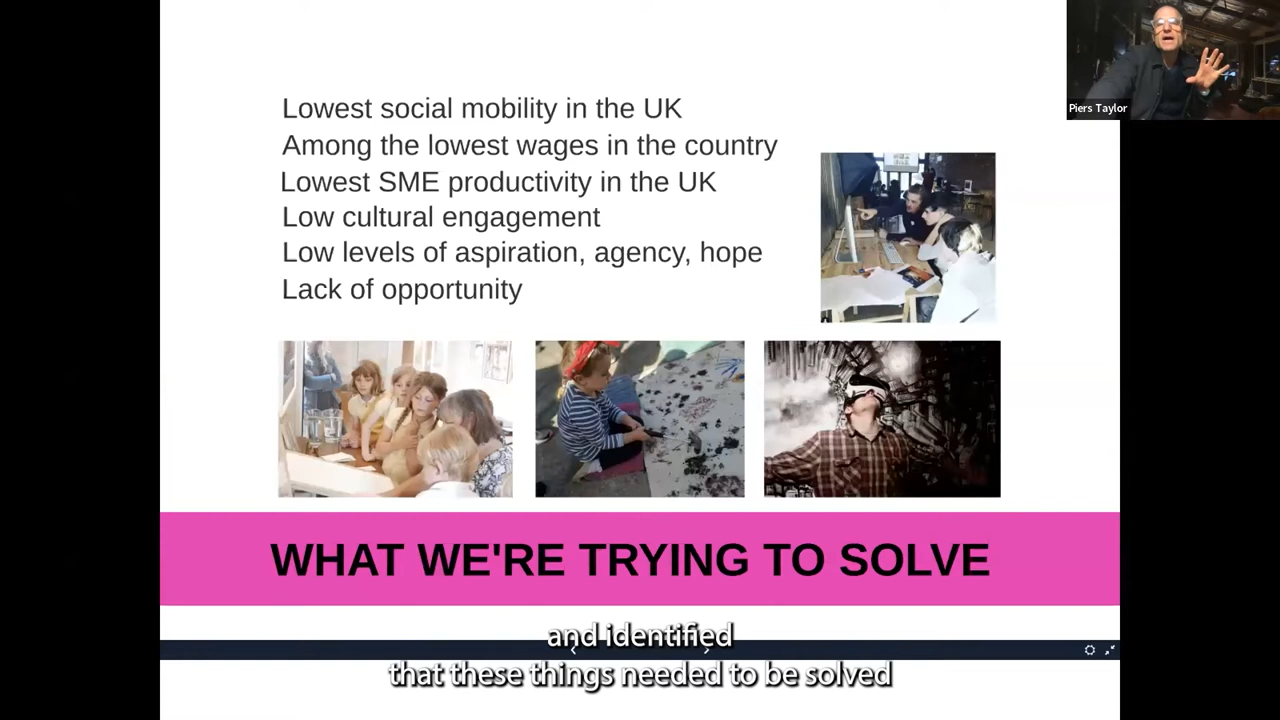 Piers Taylor
Lowest social mobility in the UK
Among the lowest wages in the country
Lowest SME productivity in the UK
Low cultural engagement
Low levels of aspiration, agency, hope
Lack of opportunity
WHAT WE'RE TRYING TO SOLVE
and identified
that these things needed to be solved